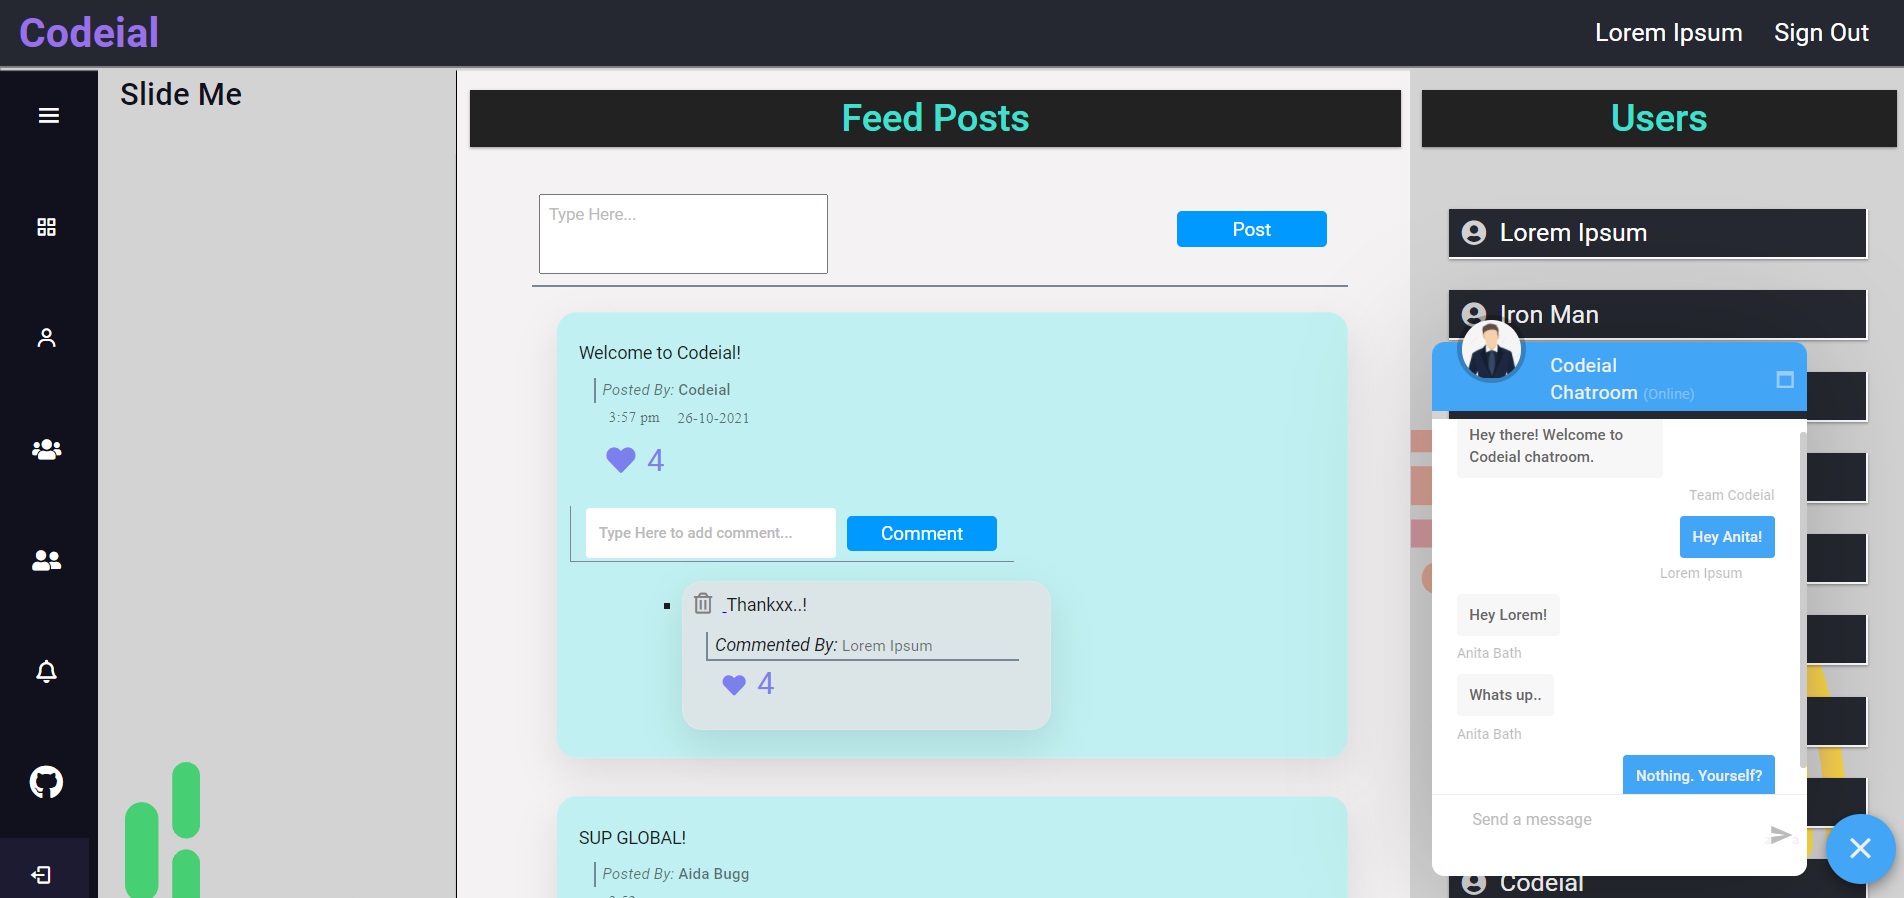 Codeial
Lorem Ipsum
Sign Out
Slide Me
Feed Posts
Type Here...
Post
Welcome to Codeial!
Posted By: Codeial
3:57 pm 26-10-2021
4
Type Here to add comment...
Comment
Thankxx..!
Commented By: Lorem Ipsum
4
SUP GLOBAL!
Posted By: Aida Bugg
Users
Lorem Ipsum
Iron Man
Codeial
Chatroom (Online)
Hey there! Welcome to
Codeial chatroom.
Team Codeial
Hey Anita!
Lorem Ipsum
Hey Lorem!
Anita Bath
Whats up..
Anita Bath
Nothing. Yourself?
Send a message
Codeial